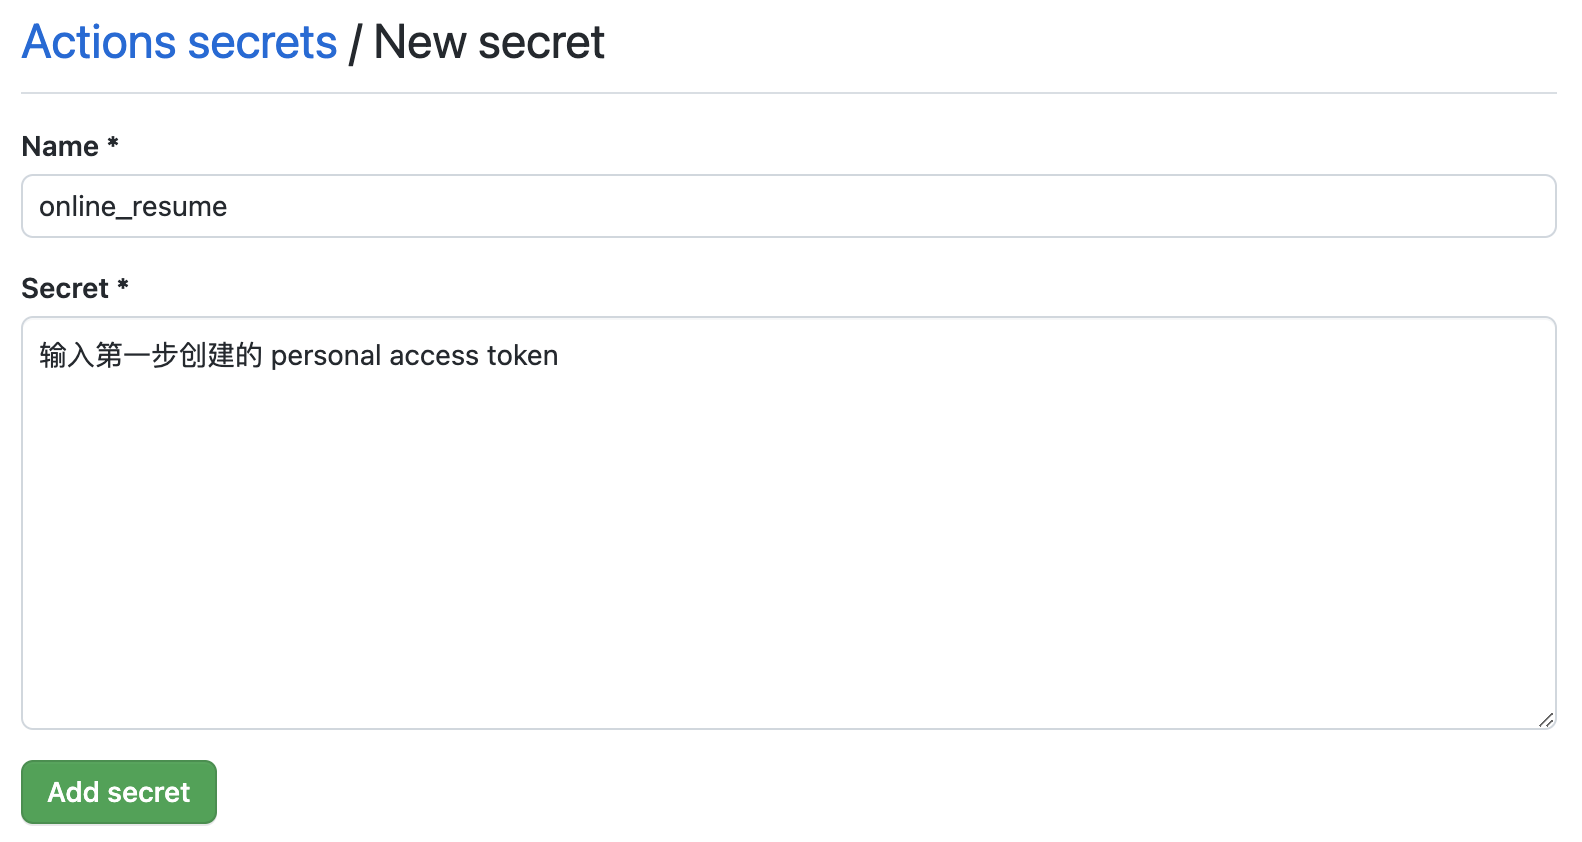 Actions secrets / New secret
Name *
online_resume
Secret *
输入第一步创建的 personal access token
Add secret